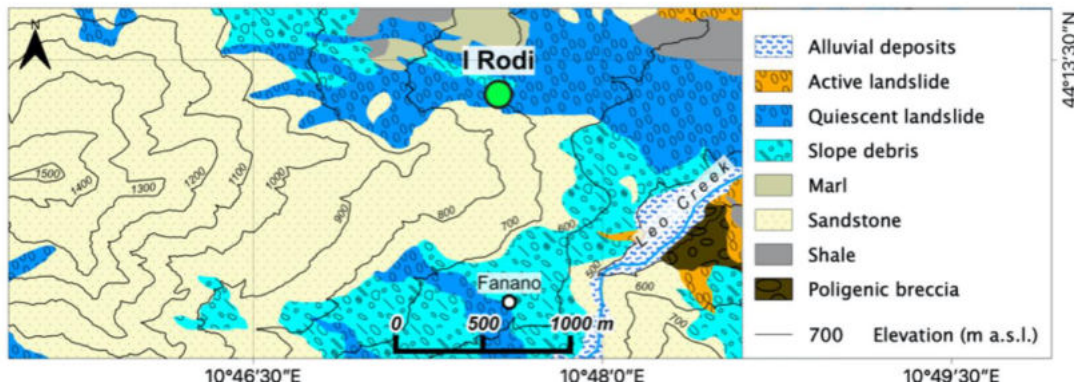 N
I Rodi
1500
1400
1300
1200
1100
1000
900
800
700
600
500
Leo Creek
Fanano
600
700
0 500 1000 m
Alluvial deposits
Active landslide
Quiescent landslide
Slope debris
Marl
Sandstone
Shale
Poligenic breccia
700 Elevation (m a.s.l.)
44°13'30"N
10°46'30"E 10°48'0"E 10°49'30"E